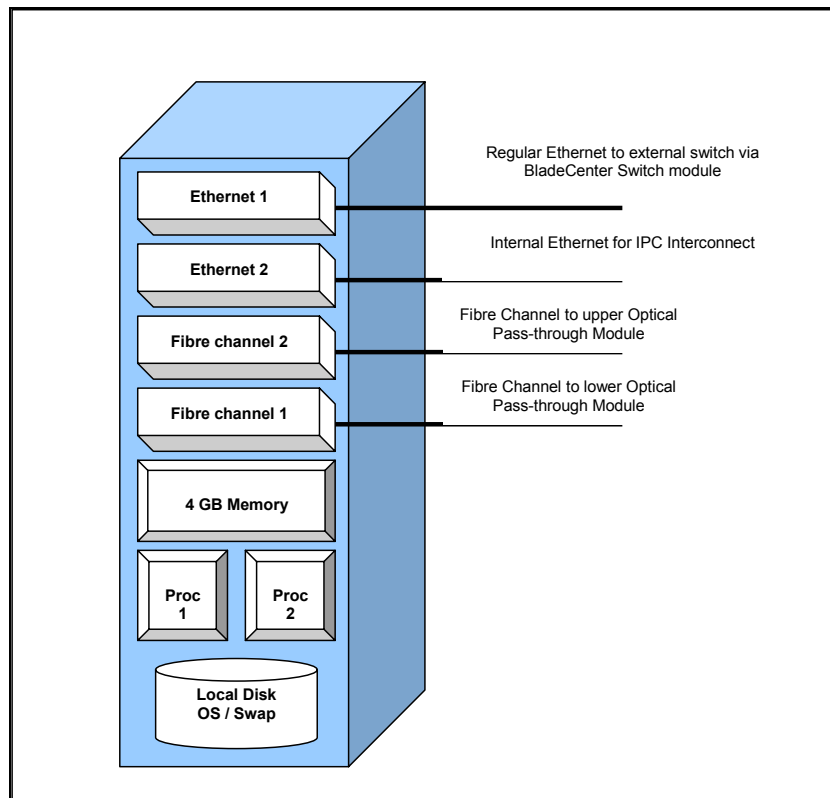 Regular Ethernet to external switch via
BladeCenter Switch module
Ethernet 1
Internal Ethernet for IPC Interconnect
Ethernet 2
Fibre Channel to upper Optical
Pass-through Module
Fibre channel 2
Fibre Channel to lower Optical
Pass-through Module
Fibre channel 1
4 GB Memory
Proc
1
Proc
2
Local Disk
OS / Swap